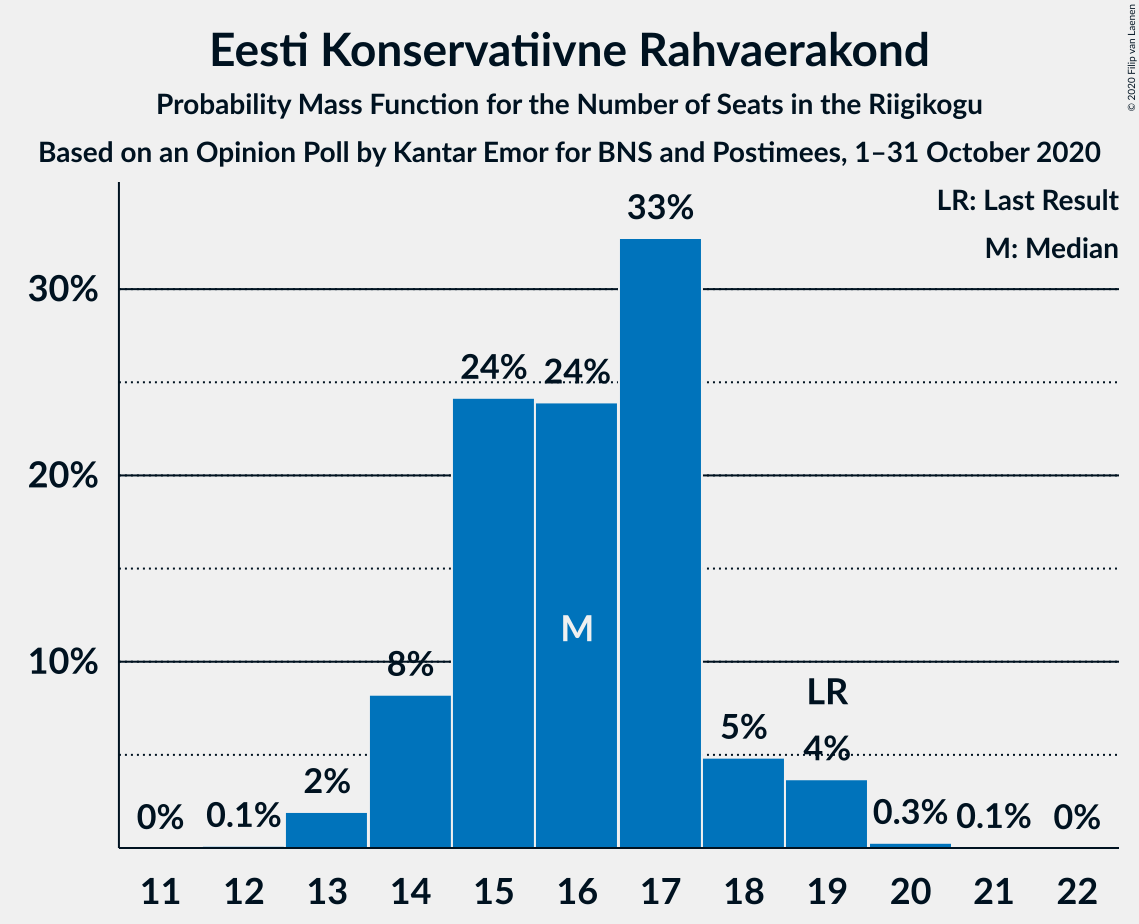 Eesti Konservatiivne Rahvaerakond
Probability Mass Function for the Number of Seats in the Riigikogu
Based on an Opinion Poll by Kantar Emor for BNS and Postimees, 1–31 October 2020
© 2020 Filip van Laenen
LR: Last Result
M: Median
33%
30%
24% 24%
20%
M
10%
8%
LR
5%
4%
2%
0% 0.1% 0.3% 0.1% 0%
11 12 13 14 15 16 17 18 19 20 21 22